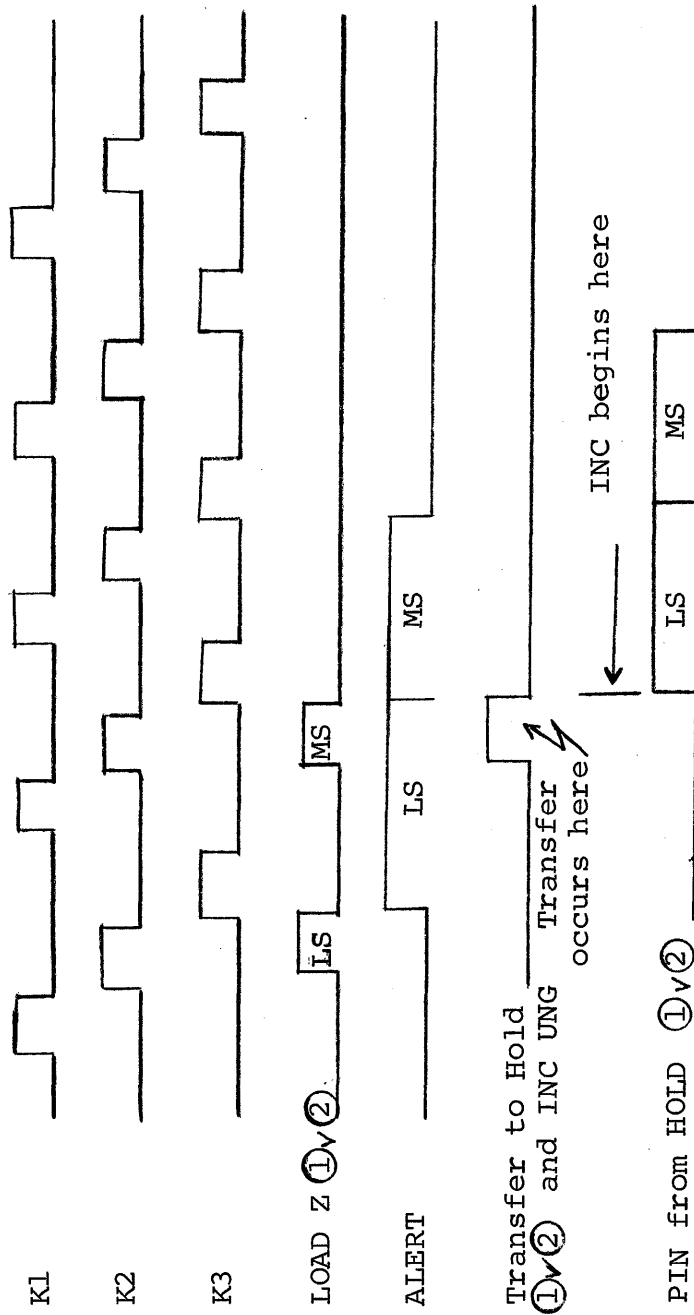 K1
K2
K3
LOAD Z ①v②
LS
MS
ALERT
LS
MS
Transfer to Hold
①v② and INC UNG
Transfer
occurs here
INC begins here
PIN from HOLD ①v②
LS
MS